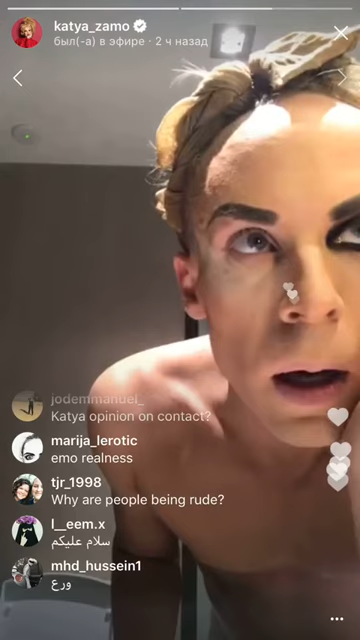 katya_zamo
был(-а) в эфире · 2 ч назад
jodemmanuel_
Katya opinion on contact?
marija_lerotic
emo realness
tjr_1998
Why are people being rude?
l__eem.x
سلام عليكم
mhd_hussein1
ورع